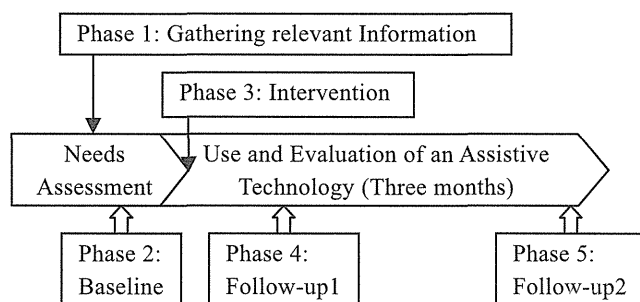 Phase 1: Gathering relevant Information
Phase 3: Intervention
Needs
Assessment
Use and Evaluation of an Assistive
Technology (Three months)
Phase 2:
Baseline
Phase 4:
Follow-up1
Phase 5:
Follow-up2